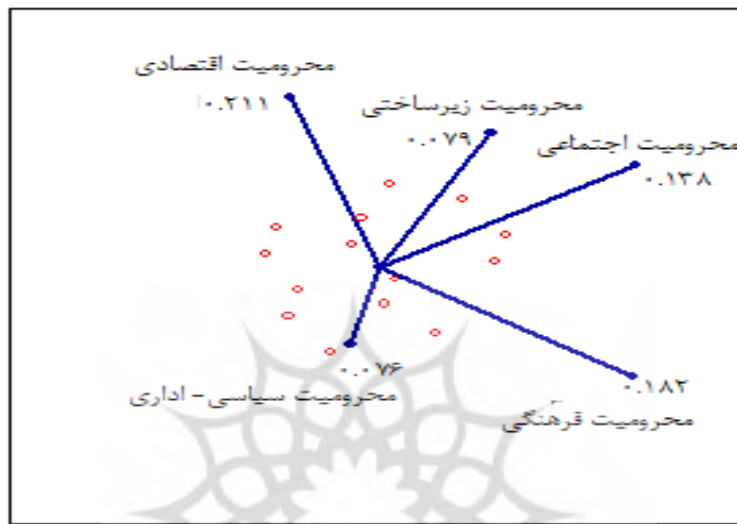 محرومیت اقتصادی
۰.۲۱۱
محرومیت زیرساختی
۰.۰۷۹
محرومیت اجتماعی
۰.۱۳۸
۰.۰۷۶
محرومیت سیاسی- اداری
۰.۱۸۲
محرومیت فرهنگی